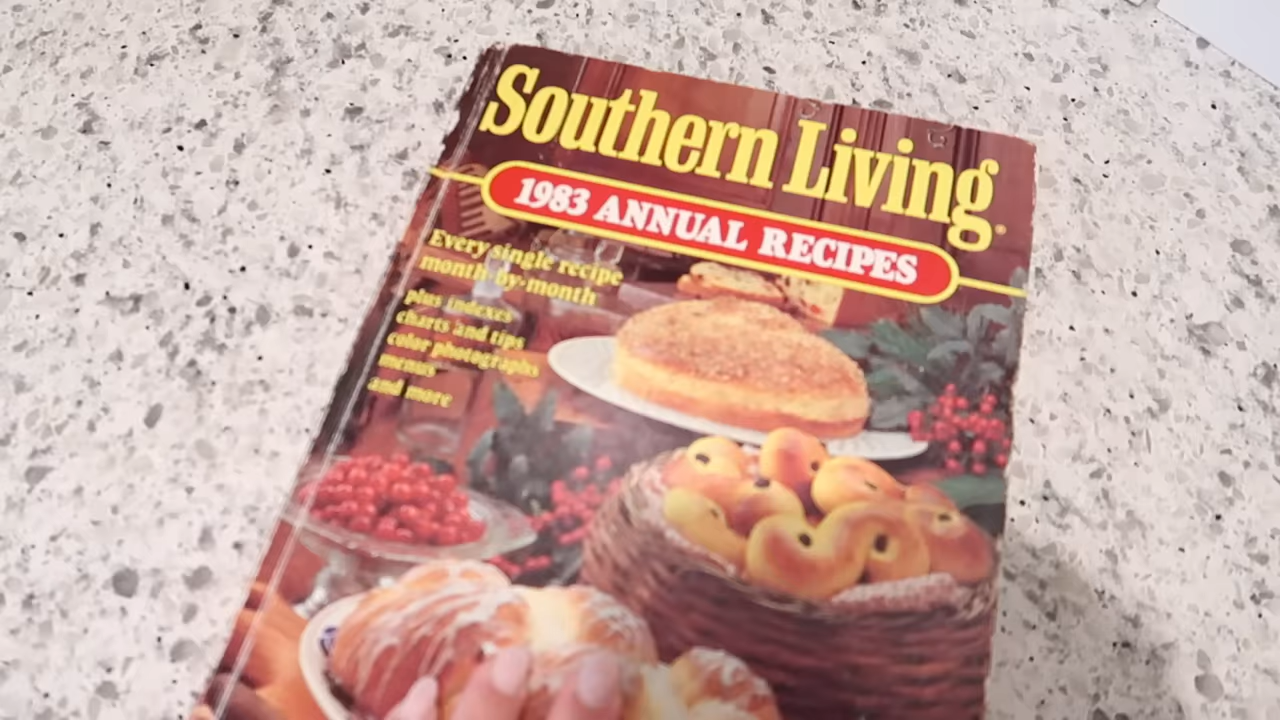 Southern Living
1983 ANNUAL RECIPES
Every single recipe
month-by-month
plus indexes
charts and tips
color photographs
menus
and more